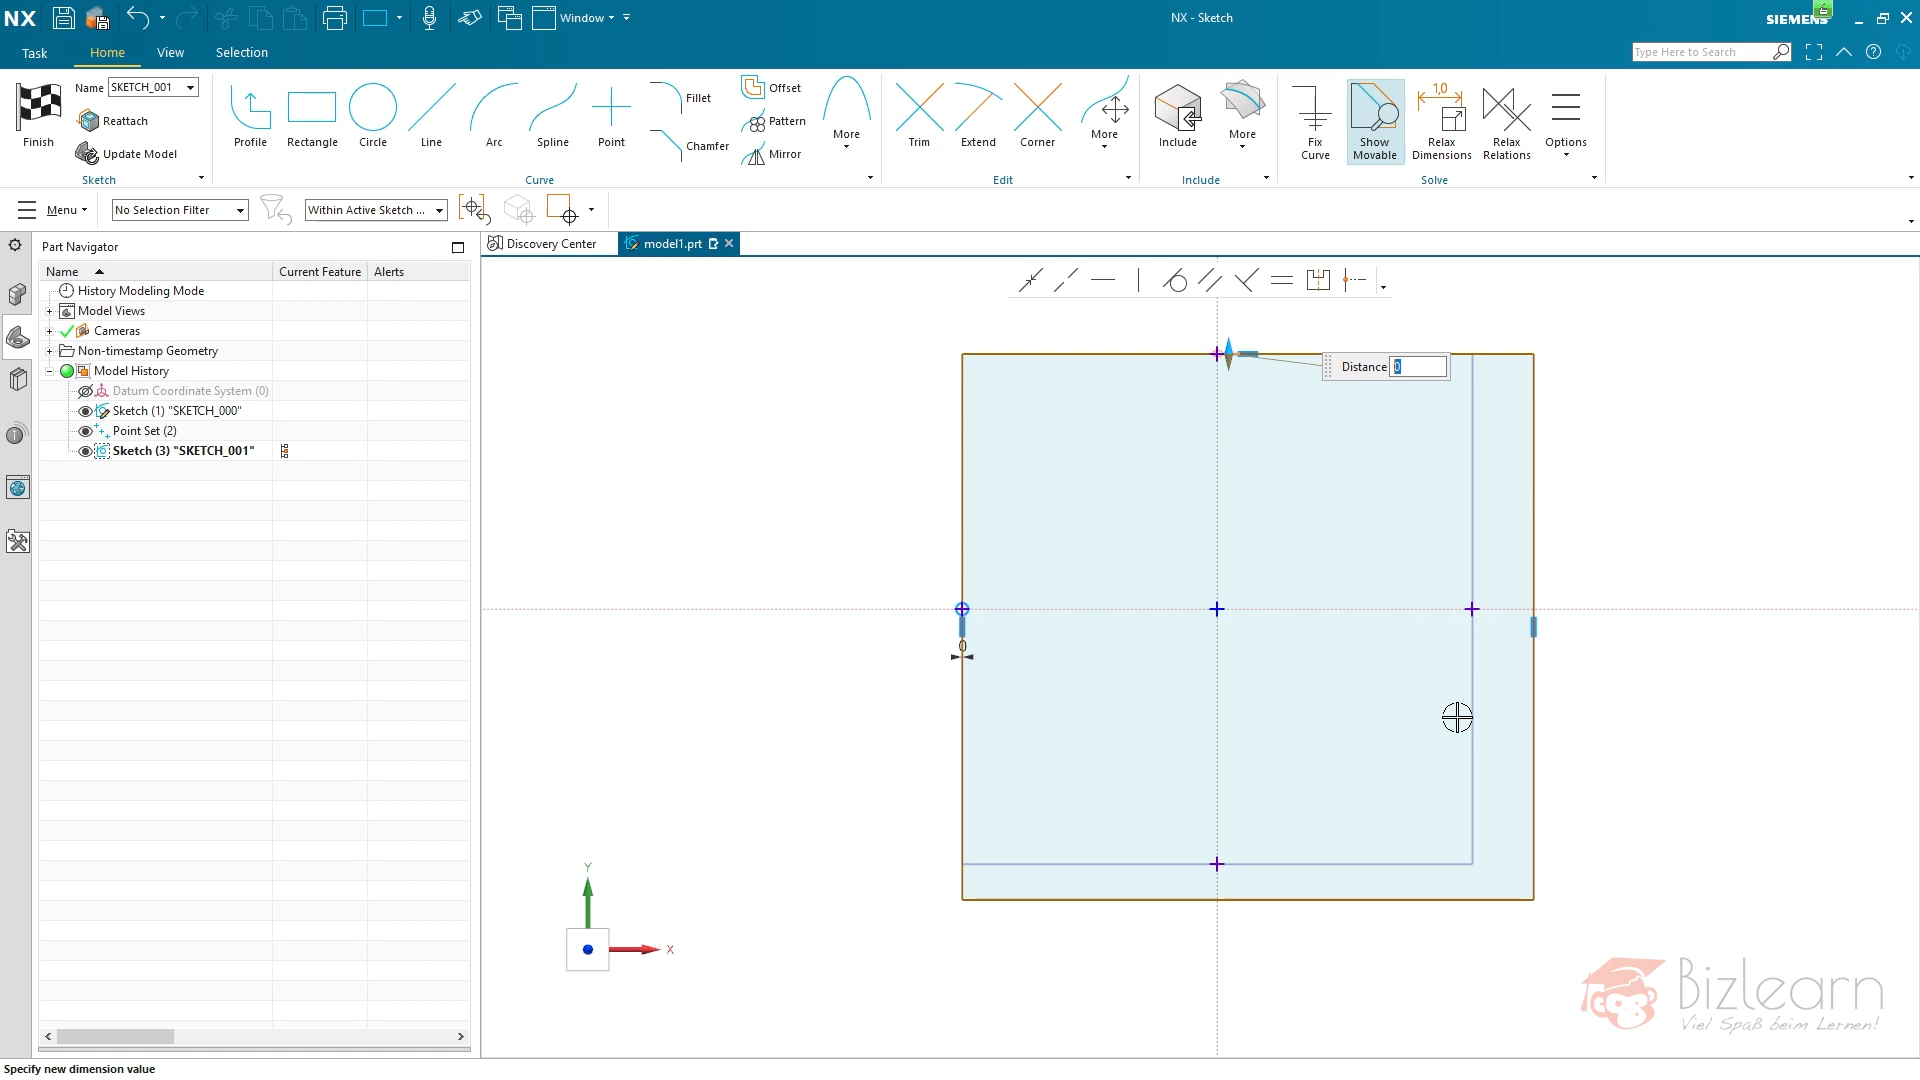 NX
Window
NX - Sketch
SIEMENS
Task
Home
View
Selection
Type Here to Search
Finish
Name
SKETCH_001
Reattach
Update Model
Sketch
Profile
Rectangle
Circle
Line
Arc
Spline
Point
Fillet
Chamfer
Offset
Pattern
Mirror
More
Curve
Trim
Extend
Corner
More
Edit
Include
More
Include
Fix
Curve
Show
Movable
1,0
Relax
Dimensions
Relax
Relations
Options
Solve
Menu
No Selection Filter
Within Active Sketch ...
Part Navigator
Discovery Center
model1.prt
Name
Current Feature
Alerts
History Modeling Mode
Model Views
Cameras
Non-timestamp Geometry
Model History
Datum Coordinate System (0)
Sketch (1) "SKETCH_000"
Point Set (2)
Sketch (3) "SKETCH_001"
Distance 0
0
Y
X
Bizlearn
Viel Spaß beim Lernen!
Specify new dimension value